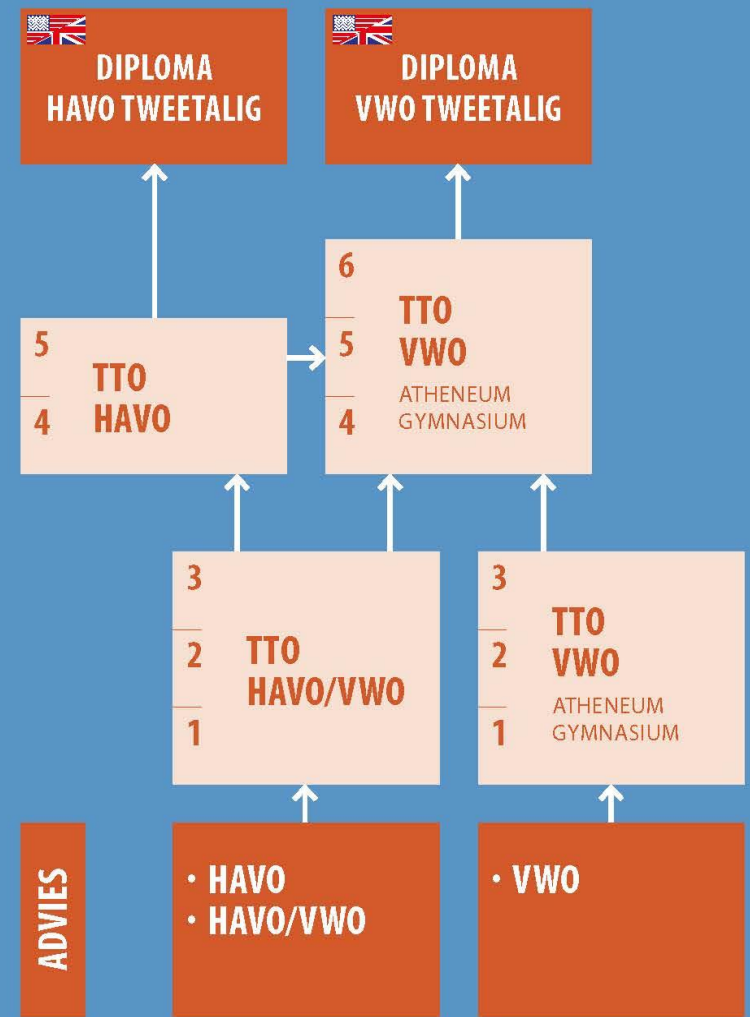 DIPLOMA
HAVO TWEETALIG
DIPLOMA
VWO TWEETALIG
5
4
TTO
HAVO
6
5
4
TTO
VWO
ATHENEUM
GYMNASIUM
3
2
1
TTO
HAVO/VWO
3
2
1
TTO
VWO
ATHENEUM
GYMNASIUM
ADVIES
· HAVO
· HAVO/VWO
· VWO